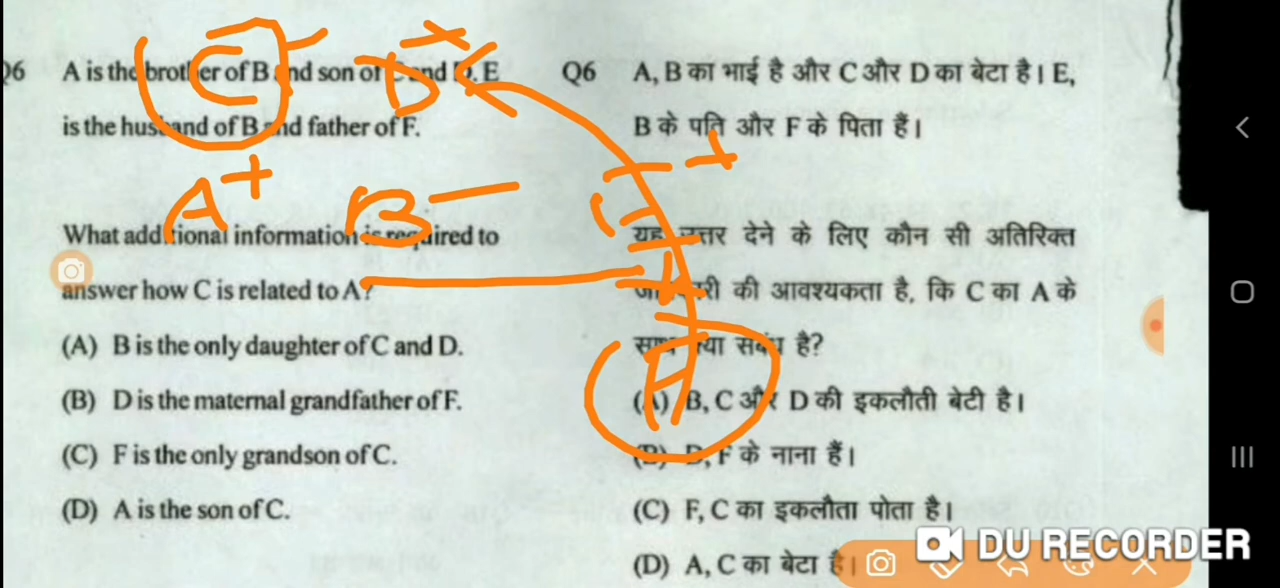 Q6 A is the brother of B and son of C and D. E
is the husband of B and father of F.
What additional information is required to
answer how C is related to A?
(A) B is the only daughter of C and D.
(B) D is the maternal grandfather of F.
(C) F is the only grandson of C.
(D) A is the son of C.
Q6 A, B का भाई है और C और D का बेटा है। E,
B के पति और F के पिता हैं।
यह उत्तर देने के लिए कौन सी अतिरिक्त
जानकारी की आवश्यकता है, कि C का A के
साथ क्या संबंध है?
(A) B, C और D की इकलौती बेटी है।
(B) D, F के नाना हैं।
(C) F, C का इकलौता पोता है।
(D) A, C का बेटा है।
C - D +
A + B -
DU RECORDER